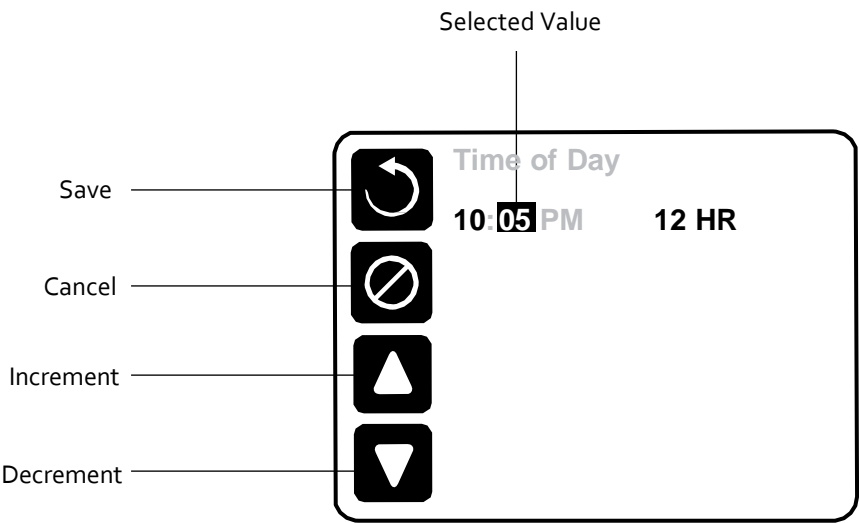 Selected Value
Time of Day
Save
10:05 PM 12 HR
Cancel
Increment
Decrement